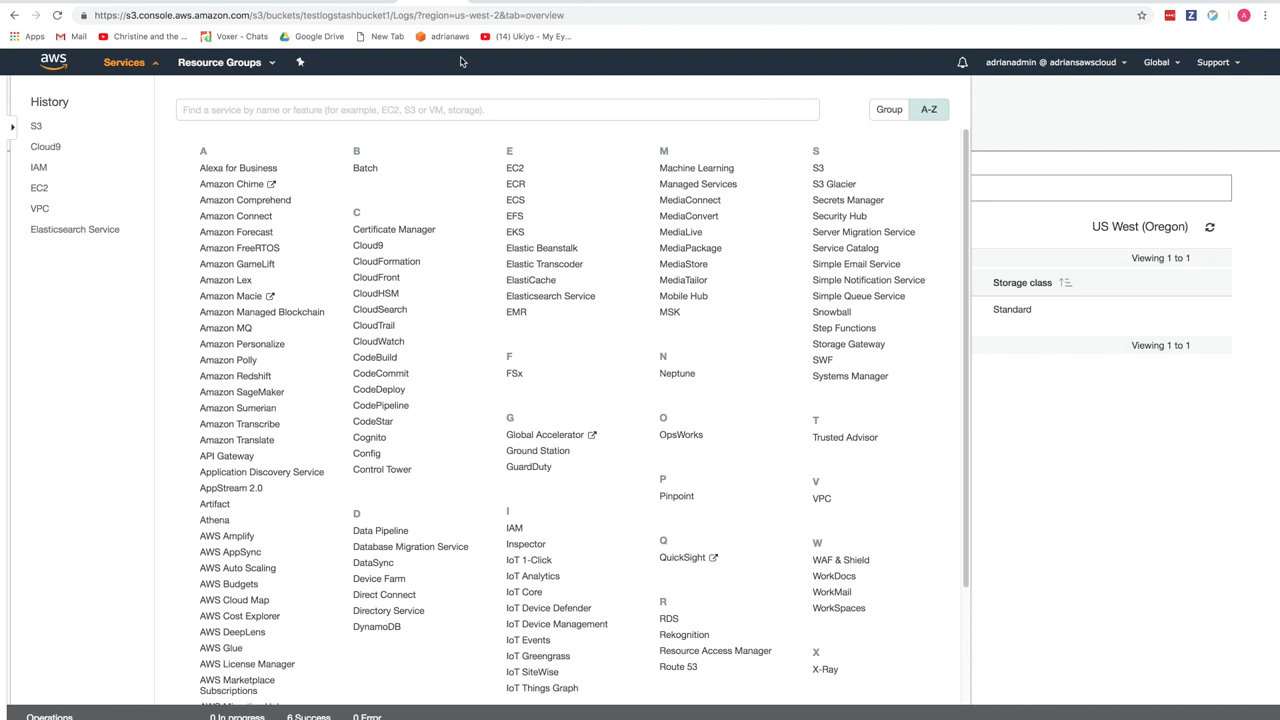 https://s3.console.aws.amazon.com/s3/buckets/testlogstashbucket1/Logs/?region=us-west-2&tab=overview
A
Apps
Mail
Christine and the ...
Voxer - Chats
Google Drive
New Tab
adrianaws
(14) Ukiyo - My Ey...
aws
Services
Resource Groups
adrianadmin @ adriansawscloud
Global
Support
History
S3
Cloud9
IAM
EC2
VPC
Elasticsearch Service
Find a service by name or feature (for example, EC2, S3 or VM, storage).
Group
A-Z
A
Alexa for Business
Amazon Chime
Amazon Comprehend
Amazon Connect
Amazon Forecast
Amazon FreeRTOS
Amazon GameLift
Amazon Lex
Amazon Macie
Amazon Managed Blockchain
Amazon MQ
Amazon Personalize
Amazon Polly
Amazon Redshift
Amazon SageMaker
Amazon Sumerian
Amazon Transcribe
Amazon Translate
API Gateway
Application Discovery Service
AppStream 2.0
Artifact
Athena
AWS Amplify
AWS AppSync
AWS Auto Scaling
AWS Budgets
AWS Cloud Map
AWS Cost Explorer
AWS DeepLens
AWS Glue
AWS License Manager
AWS Marketplace
Subscriptions
B
Batch
C
Certificate Manager
Cloud9
CloudFormation
CloudFront
CloudHSM
CloudSearch
CloudTrail
CloudWatch
CodeBuild
CodeCommit
CodeDeploy
CodePipeline
CodeStar
Cognito
Config
Control Tower
D
Data Pipeline
Database Migration Service
DataSync
Device Farm
Direct Connect
Directory Service
DynamoDB
E
EC2
ECR
ECS
EFS
EKS
Elastic Beanstalk
Elastic Transcoder
ElastiCache
Elasticsearch Service
EMR
F
FSx
G
Global Accelerator
Ground Station
GuardDuty
I
IAM
Inspector
IoT 1-Click
IoT Analytics
IoT Core
IoT Device Defender
IoT Device Management
IoT Events
IoT Greengrass
IoT SiteWise
IoT Things Graph
M
Machine Learning
Managed Services
MediaConnect
MediaConvert
MediaLive
MediaPackage
MediaStore
MediaTailor
Mobile Hub
MSK
N
Neptune
O
OpsWorks
P
Pinpoint
Q
QuickSight
R
RDS
Rekognition
Resource Access Manager
Route 53
S
S3
S3 Glacier
Secrets Manager
Security Hub
Server Migration Service
Service Catalog
Simple Email Service
Simple Notification Service
Simple Queue Service
Snowball
Step Functions
Storage Gateway
SWF
Systems Manager
T
Trusted Advisor
V
VPC
W
WAF & Shield
WorkDocs
WorkMail
WorkSpaces
X
X-Ray
US West (Oregon)
Viewing 1 to 1
Storage class
Standard
Viewing 1 to 1
Operations
0 In progress
6 Success
0 Error